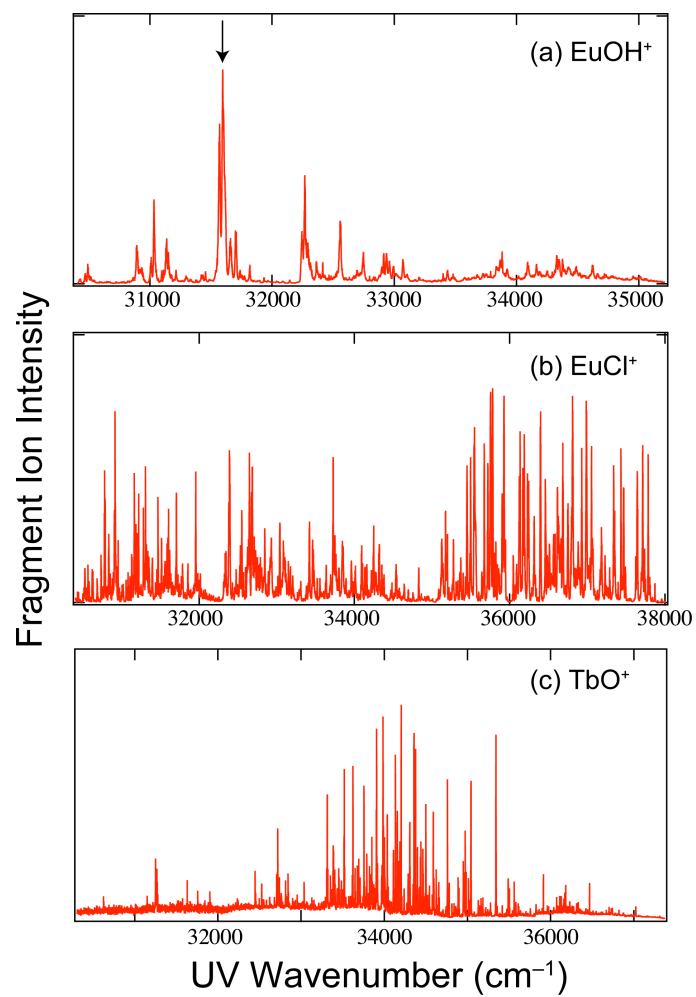 (a) EuOH⁺
31000 32000 33000 34000 35000
(b) EuCl⁺
32000 34000 36000 38000
(c) TbO⁺
32000 34000 36000
Fragment Ion Intensity
UV Wavenumber (cm⁻¹)